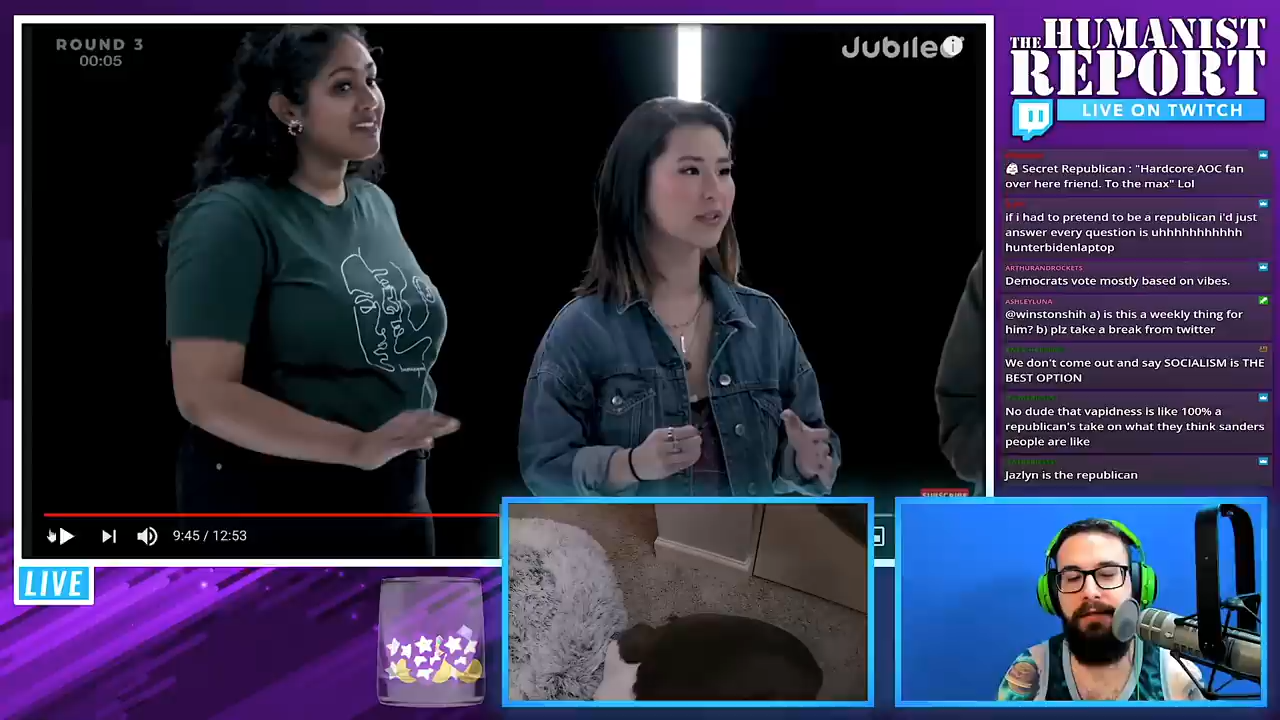 ROUND 3
00:05
Jubilee
i
SUBSCRIBE
9:45 / 12:53
LIVE
THE
HUMANIST
REPORT
LIVE ON TWITCH
Secret Republican : "Hardcore AOC fan
over here friend. To the max" Lol
if i had to pretend to be a republican i'd just
answer every question is uhhhhhhhhhh
hunterbidenlaptop
ARTHURANDROCKETS
Democrats vote mostly based on vibes.
ASHLEYLUNA
@winstonshih a) is this a weekly thing for
him? b) plz take a break from twitter
We don't come out and say SOCIALISM is THE
BEST OPTION
No dude that vapidness is like 100% a
republican's take on what they think sanders
people are like
Jazlyn is the republican